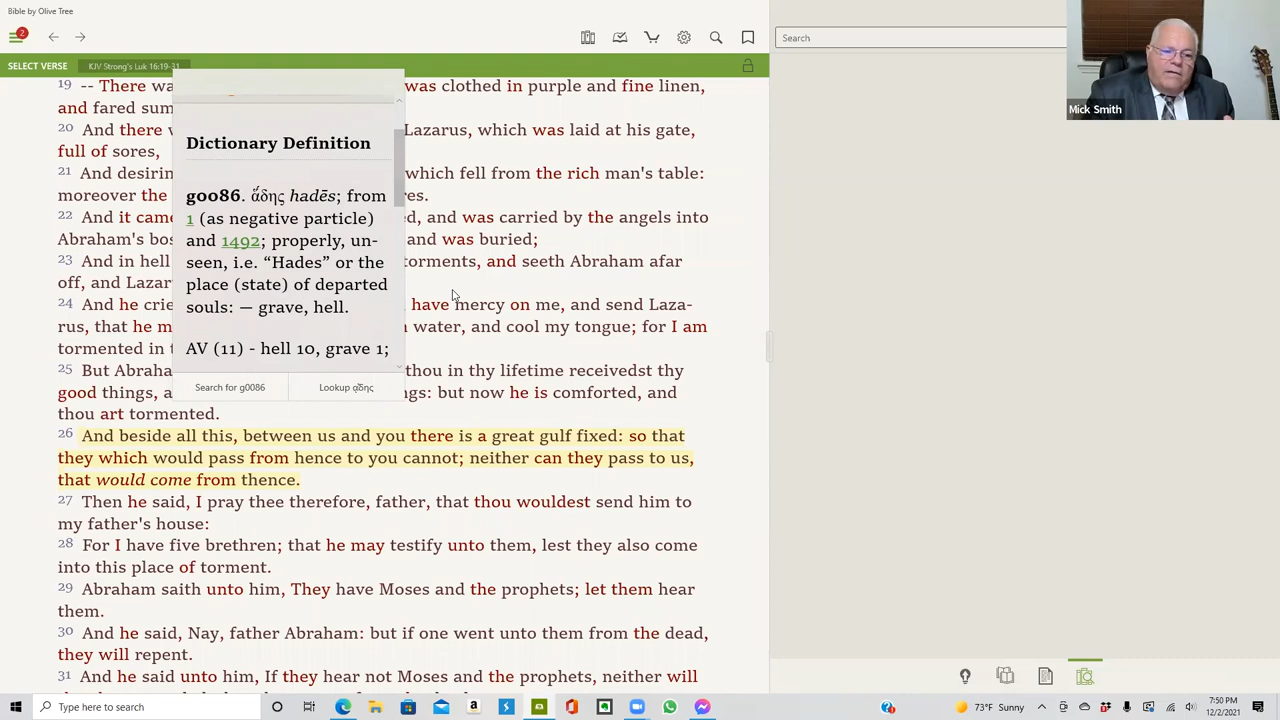 Bible by Olive Tree
2
SELECT VERSE
KJV Strong's Luk 16:19-31
Search
Mick Smith
19 -- There wa
was clothed in purple and fine linen,
and fared sum
20 And there
Lazarus, which was laid at his gate,
full of sores,
21 And desirin
which fell from the rich man's table:
moreover the
res.
22 And it came
ed, and was carried by the angels into
Abraham's bos
and was buried;
23 And in hell
torments, and seeth Abraham afar
off, and Lazar
24 And he crie
have mercy on me, and send Laza-
rus, that he m
water, and cool my tongue; for I am
tormented in t
25 But Abraha
thou in thy lifetime receivedst thy
good things, a
ngs: but now he is comforted, and
thou art tormented.
26 And beside all this, between us and you there is a great gulf fixed: so that
they which would pass from hence to you cannot; neither can they pass to us,
that would come from thence.
27 Then he said, I pray thee therefore, father, that thou wouldest send him to
my father's house:
28 For I have five brethren; that he may testify unto them, lest they also come
into this place of torment.
29 Abraham saith unto him, They have Moses and the prophets; let them hear
them.
30 And he said, Nay, father Abraham: but if one went unto them from the dead,
they will repent.
31 And he said unto him, If they hear not Moses and the prophets, neither will
Dictionary Definition
g0086. ᾅδης hadēs; from
1 (as negative particle)
and 1492; properly, un-
seen, i.e. “Hades” or the
place (state) of departed
souls: — grave, hell.
AV (11) - hell 10, grave 1;
Search for g0086
Lookup ᾅδης
Type here to search
73°F Sunny
7:50 PM
12/2/2021